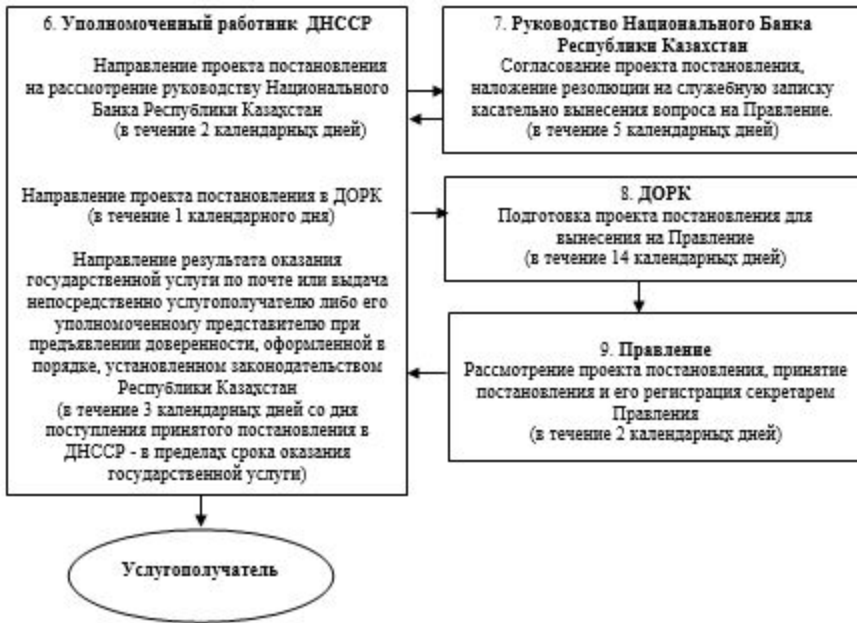 6. Уполномоченный работник ДНССР
Направление проекта постановления
на рассмотрение руководству Национального
Банка Республики Казахстан
(в течение 2 календарных дней)
Направление проекта постановления в ДОРК
(в течение 1 календарного дня)
Направление результата оказания
государственной услуги по почте или выдача
непосредственно услугополучателю либо его
уполномоченному представителю при
предъявлении доверенности, оформленной в
порядке, установленном законодательством
Республики Казахстан
(в течение 3 календарных дней со дня
поступления принятого постановления в
ДНССР - в пределах срока оказания
государственной услуги)
7. Руководство Национального Банка
Республики Казахстан
Согласование проекта постановления,
наложение резолюции на служебную записку
касательно вынесения вопроса на Правление.
(в течение 5 календарных дней)
8. ДОРК
Подготовка проекта постановления для
вынесения на Правление
(в течение 14 календарных дней)
9. Правление
Рассмотрение проекта постановления, принятие
постановления и его регистрация секретарем
Правления
(в течение 2 календарных дней)
Услугополучатель